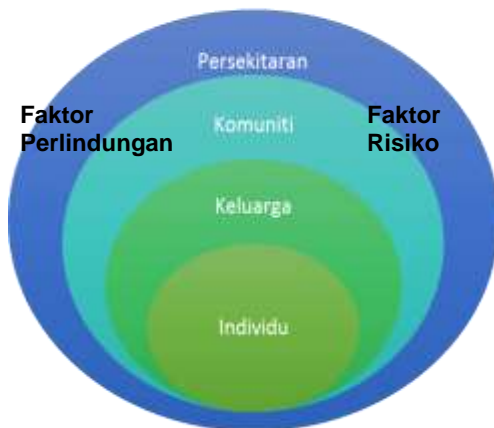 Persekitaran
Faktor
Perlindungan
Komuniti
Faktor
Risiko
Keluarga
Individu